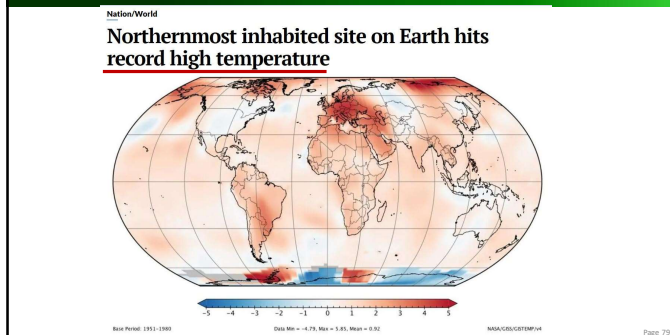 Nation/World
Northernmost inhabited site on Earth hits
record high temperature
−5 −4 −3 −2 −1 0 1 2 3 4 5
Base Period: 1951-1980 Data Min = −4.79, Max = 5.85, Mean = 0.92 NASA/GISS/GISTEMP/v4
Page 79